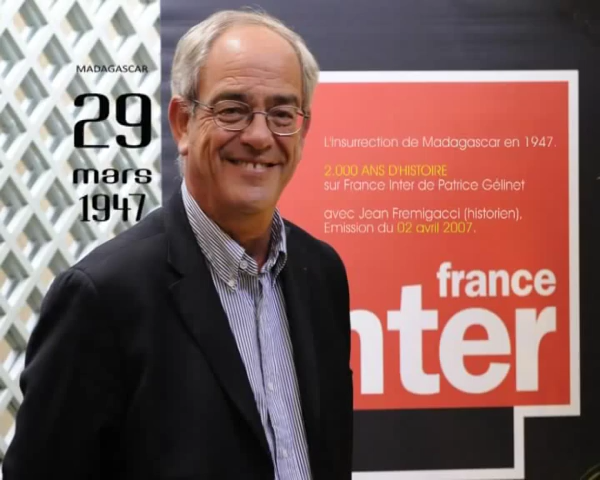 MADAGASCAR
29
mars
1947
L'insurrection de Madagascar en 1947.
2.000 ANS D'HISTOIRE
sur France Inter de Patrice Gélinet
avec Jean Fremigacci (historien),
Emission du 02 avril 2007.
france
nter